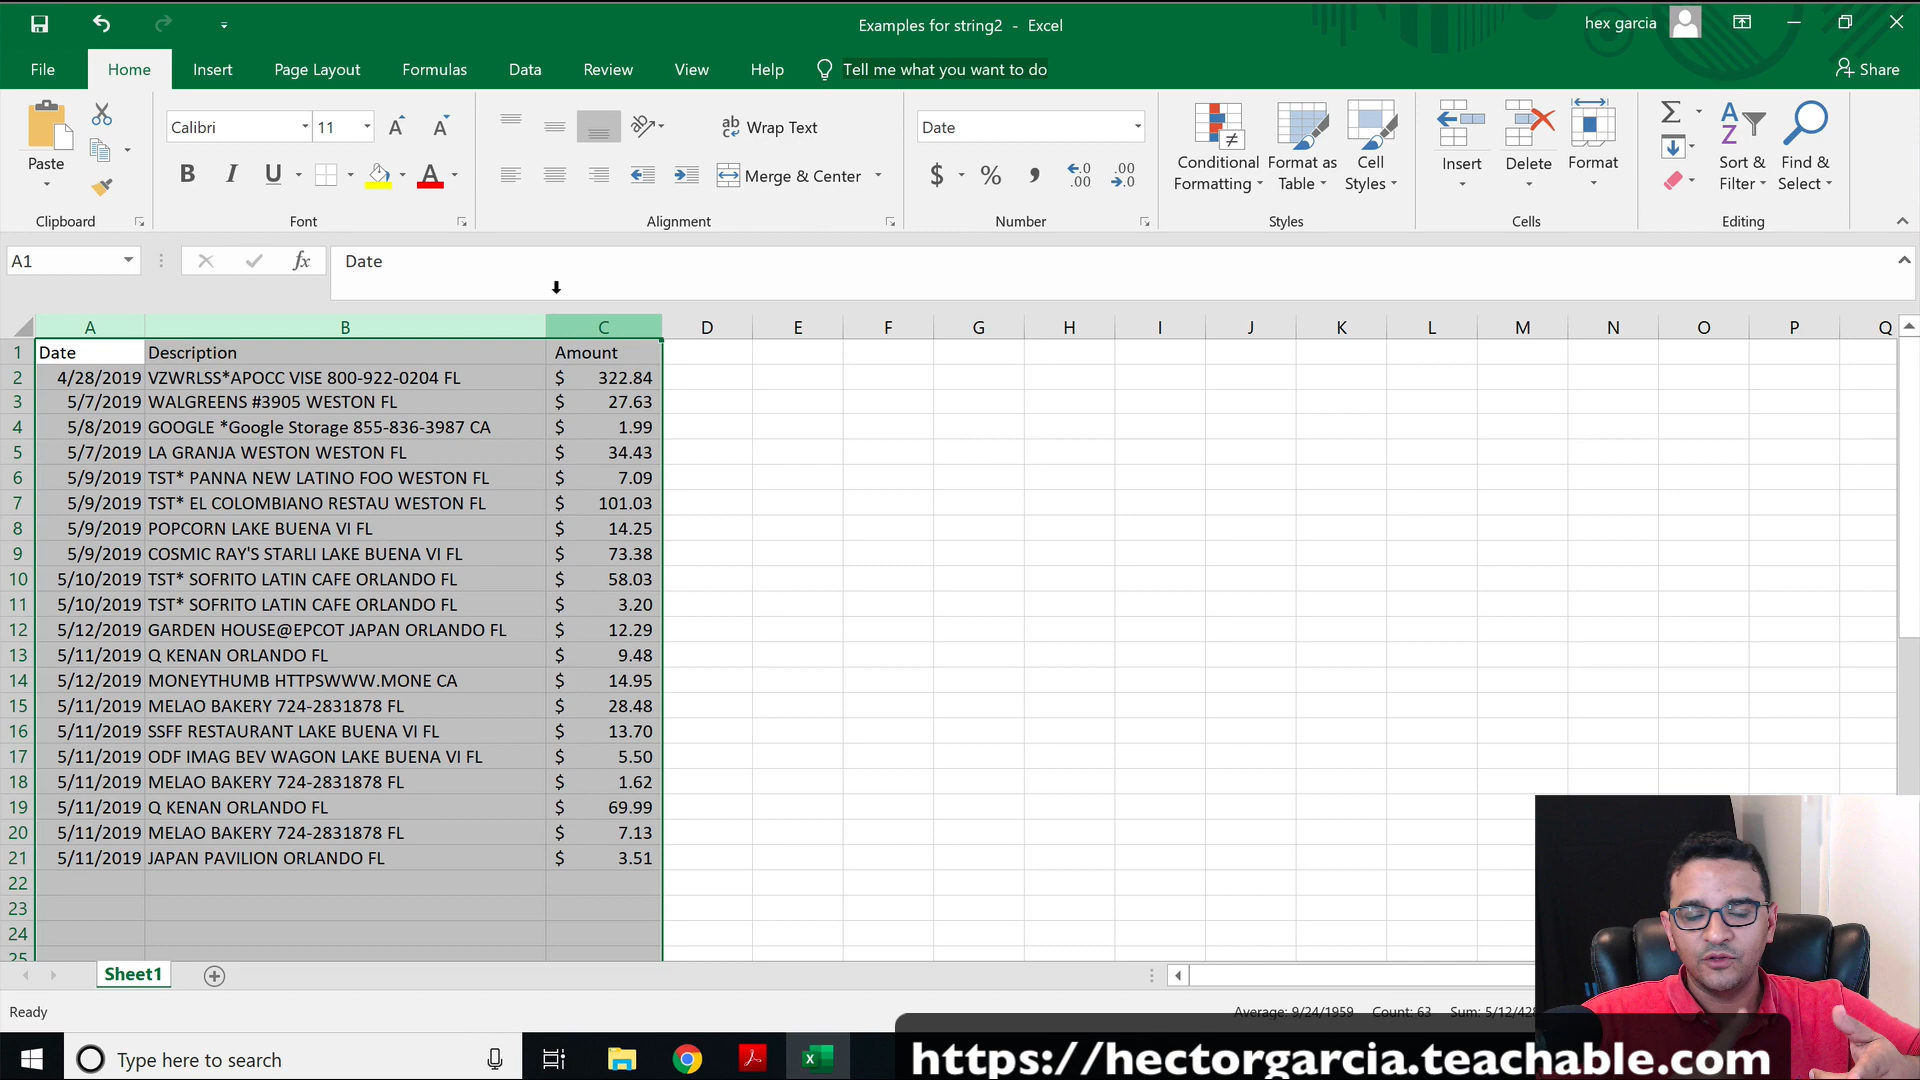 Examples for string2 - Excel
hex garcia
File Home Insert Page Layout Formulas Data Review View Help Tell me what you want to do Share
Paste
Clipboard
Calibri 11
B I U
Font
Wrap Text
Merge & Center
Alignment
Date
$ % ,
Number
Conditional Formatting
Format as Table
Cell Styles
Styles
Insert
Delete
Format
Cells
Sort & Filter
Find & Select
Editing
A1 fx Date
A B C D E F G H I J K L M N O P Q
1 Date Description Amount
2 4/28/2019 VZWRLSS*APOCC VISE 800-922-0204 FL $ 322.84
3 5/7/2019 WALGREENS #3905 WESTON FL $ 27.63
4 5/8/2019 GOOGLE *Google Storage 855-836-3987 CA $ 1.99
5 5/7/2019 LA GRANJA WESTON WESTON FL $ 34.43
6 5/9/2019 TST* PANNA NEW LATINO FOO WESTON FL $ 7.09
7 5/9/2019 TST* EL COLOMBIANO RESTAU WESTON FL $ 101.03
8 5/9/2019 POPCORN LAKE BUENA VI FL $ 14.25
9 5/9/2019 COSMIC RAY'S STARLI LAKE BUENA VI FL $ 73.38
10 5/10/2019 TST* SOFRITO LATIN CAFE ORLANDO FL $ 58.03
11 5/10/2019 TST* SOFRITO LATIN CAFE ORLANDO FL $ 3.20
12 5/12/2019 GARDEN HOUSE@EPCOT JAPAN ORLANDO FL $ 12.29
13 5/11/2019 Q KENAN ORLANDO FL $ 9.48
14 5/12/2019 MONEYTHUMB HTTPSWWW.MONE CA $ 14.95
15 5/11/2019 MELAO BAKERY 724-2831878 FL $ 28.48
16 5/11/2019 SSFF RESTAURANT LAKE BUENA VI FL $ 13.70
17 5/11/2019 ODF IMAG BEV WAGON LAKE BUENA VI FL $ 5.50
18 5/11/2019 MELAO BAKERY 724-2831878 FL $ 1.62
19 5/11/2019 Q KENAN ORLANDO FL $ 69.99
20 5/11/2019 MELAO BAKERY 724-2831878 FL $ 7.13
21 5/11/2019 JAPAN PAVILION ORLANDO FL $ 3.51
22
23
24
25
Sheet1
Ready Average: 9/24/1959 Count: 63 Sum: 5/12/428
Type here to search
https://hectorgarcia.teachable.com